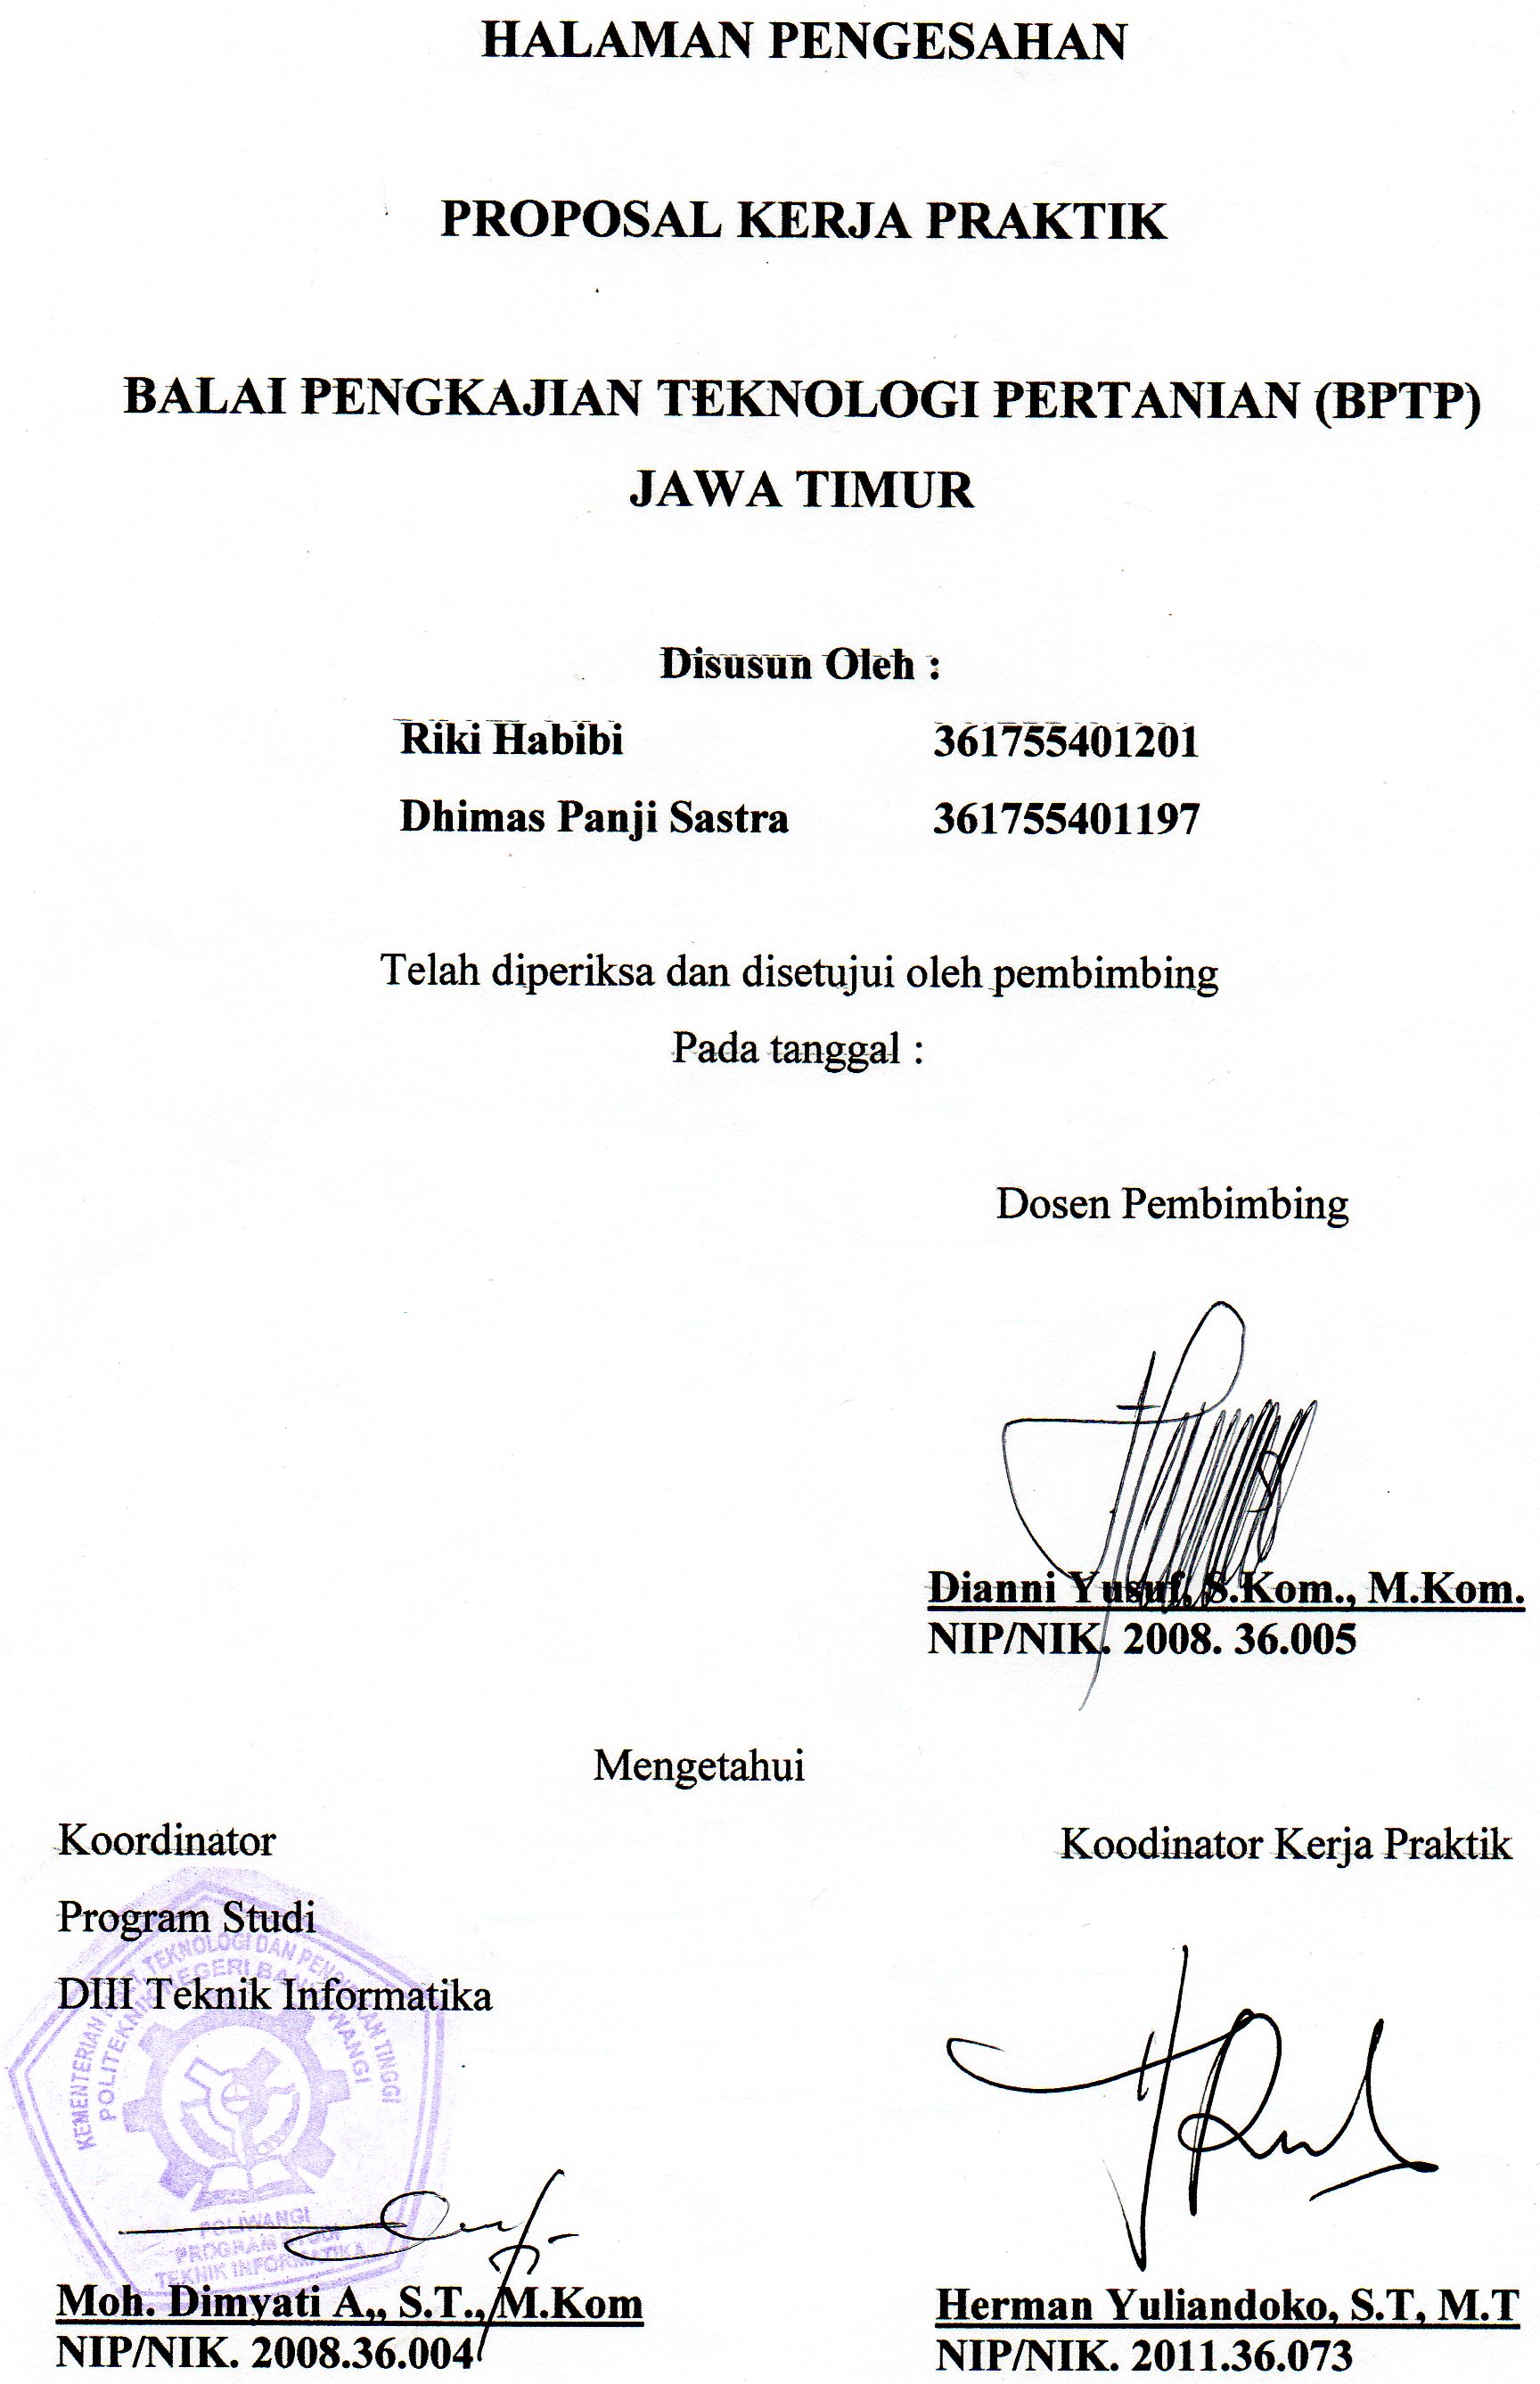 HALAMAN PENGESAHAN
PROPOSAL KERJA PRAKTIK
BALAI PENGKAJIAN TEKNOLOGI PERTANIAN (BPTP)
JAWA TIMUR
Disusun Oleh :
Riki Habibi 361755401201
Dhimas Panji Sastra 361755401197
Telah diperiksa dan disetujui oleh pembimbing
Pada tanggal :
Dosen Pembimbing
Dianni Yusuf, S.Kom., M.Kom.
NIP/NIK. 2008. 36.005
Mengetahui
Koordinator
Program Studi
DIII Teknik Informatika
KEMENTERIAN RISET, TEKNOLOGI DAN PENDIDIKAN TINGGI
POLITEKNIK NEGERI BANYUWANGI
POLIWANGI
PROGRAM STUDI
TEKNIK INFORMATIKA
Moh. Dimyati A,, S.T., M.Kom
NIP/NIK. 2008.36.004
Koodinator Kerja Praktik
Herman Yuliandoko, S.T, M.T
NIP/NIK. 2011.36.073